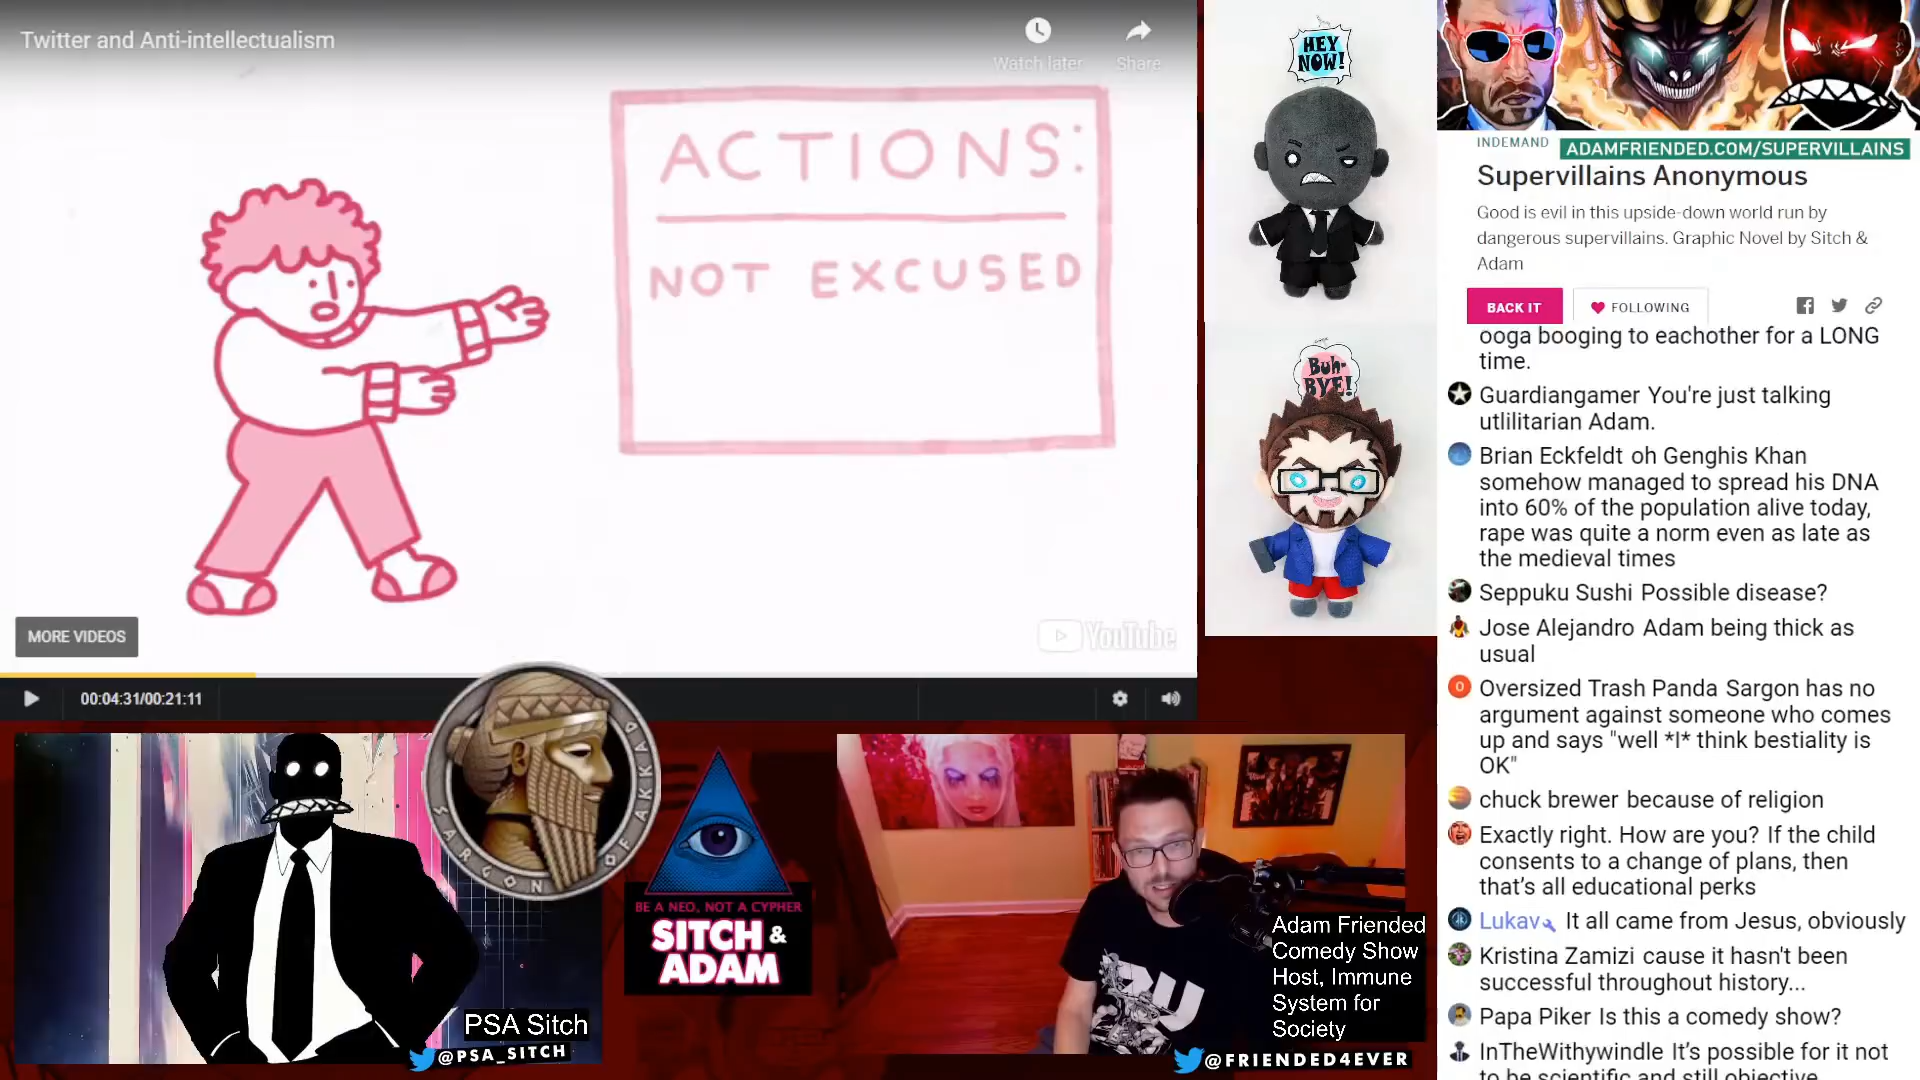 Twitter and Anti-intellectualism
Watch later
Share
ACTIONS:
NOT EXCUSED
MORE VIDEOS
YouTube
00:04:31/00:21:11
HEY
NOW!
Buh-
BYE!
INDEMAND
ADAMFRIENDED.COM/SUPERVILLAINS
Supervillains Anonymous
Good is evil in this upside-down world run by
dangerous supervillains. Graphic Novel by Sitch &
Adam
BACK IT
FOLLOWING
ooga booging to eachother for a LONG
time.
Guardiangamer You're just talking
utlilitarian Adam.
Brian Eckfeldt oh Genghis Khan
somehow managed to spread his DNA
into 60% of the population alive today,
rape was quite a norm even as late as
the medieval times
Seppuku Sushi Possible disease?
Jose Alejandro Adam being thick as
usual
O
Oversized Trash Panda Sargon has no
argument against someone who comes
up and says "well *I* think bestiality is
OK"
chuck brewer because of religion
Exactly right. How are you? If the child
consents to a change of plans, then
that's all educational perks
Lukav It all came from Jesus, obviously
Kristina Zamizi cause it hasn't been
successful throughout history...
Papa Piker Is this a comedy show?
InTheWithywindle It's possible for it not
to be scientific and still objective
SARGON OF AKKAD
BE A NEO, NOT A CYPHER
SITCH &
ADAM
PSA Sitch
@PSA_SITCH
Adam Friended
Comedy Show
Host, Immune
System for
Society
@FRIENDED4EVER